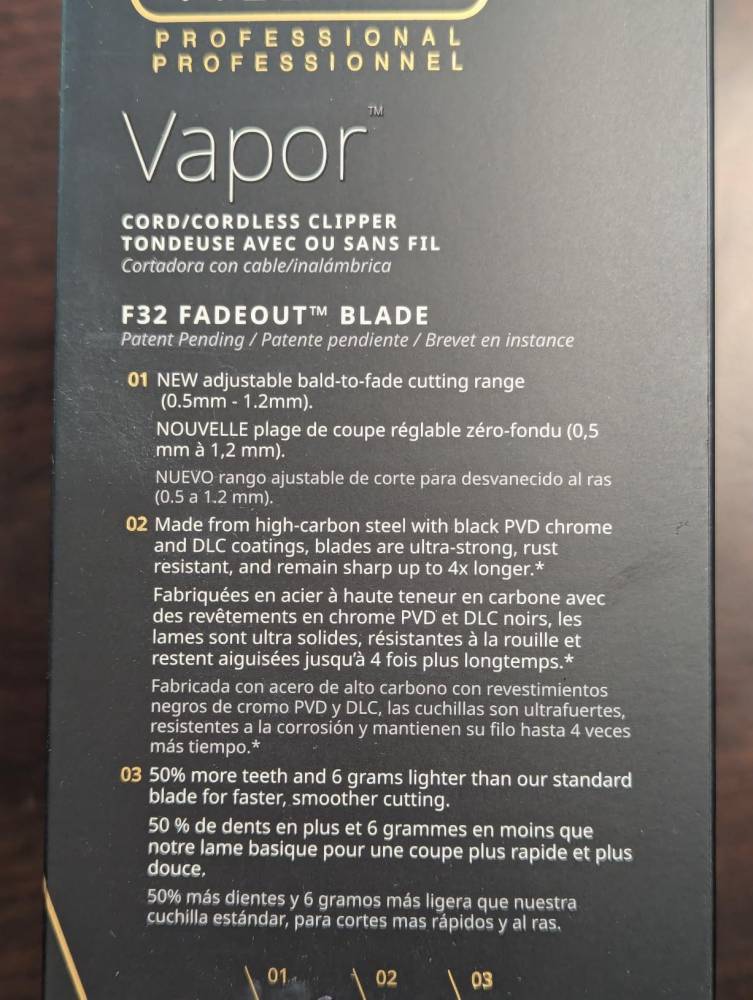 PROFESSIONAL
PROFESSIONNEL
Vapor™
CORD/CORDLESS CLIPPER
TONDEUSE AVEC OU SANS FIL
Cortadora con cable/inalámbrica
F32 FADEOUT™ BLADE
Patent Pending / Patente pendiente / Brevet en instance
01 NEW adjustable bald-to-fade cutting range
(0.5mm - 1.2mm).
NOUVELLE plage de coupe réglable zéro-fondu (0,5
mm à 1,2 mm).
NUEVO rango ajustable de corte para desvanecido al ras
(0.5 a 1.2 mm).
02 Made from high-carbon steel with black PVD chrome
and DLC coatings, blades are ultra-strong, rust
resistant, and remain sharp up to 4x longer.*
Fabriquées en acier à haute teneur en carbone avec
des revêtements en chrome PVD et DLC noirs, les
lames sont ultra solides, résistantes à la rouille et
restent aiguisées jusqu'à 4 fois plus longtemps.*
Fabricada con acero de alto carbono con revestimientos
negros de cromo PVD y DLC, las cuchillas son ultrafuertes,
resistentes a la corrosión y mantienen su filo hasta 4 veces
más tiempo.*
03 50% more teeth and 6 grams lighter than our standard
blade for faster, smoother cutting.
50 % de dents en plus et 6 grammes en moins que
notre lame basique pour une coupe plus rapide et plus
douce.
50% más dientes y 6 gramos más ligera que nuestra
cuchilla estándar, para cortes mas rápidos y al ras.
01 02 03